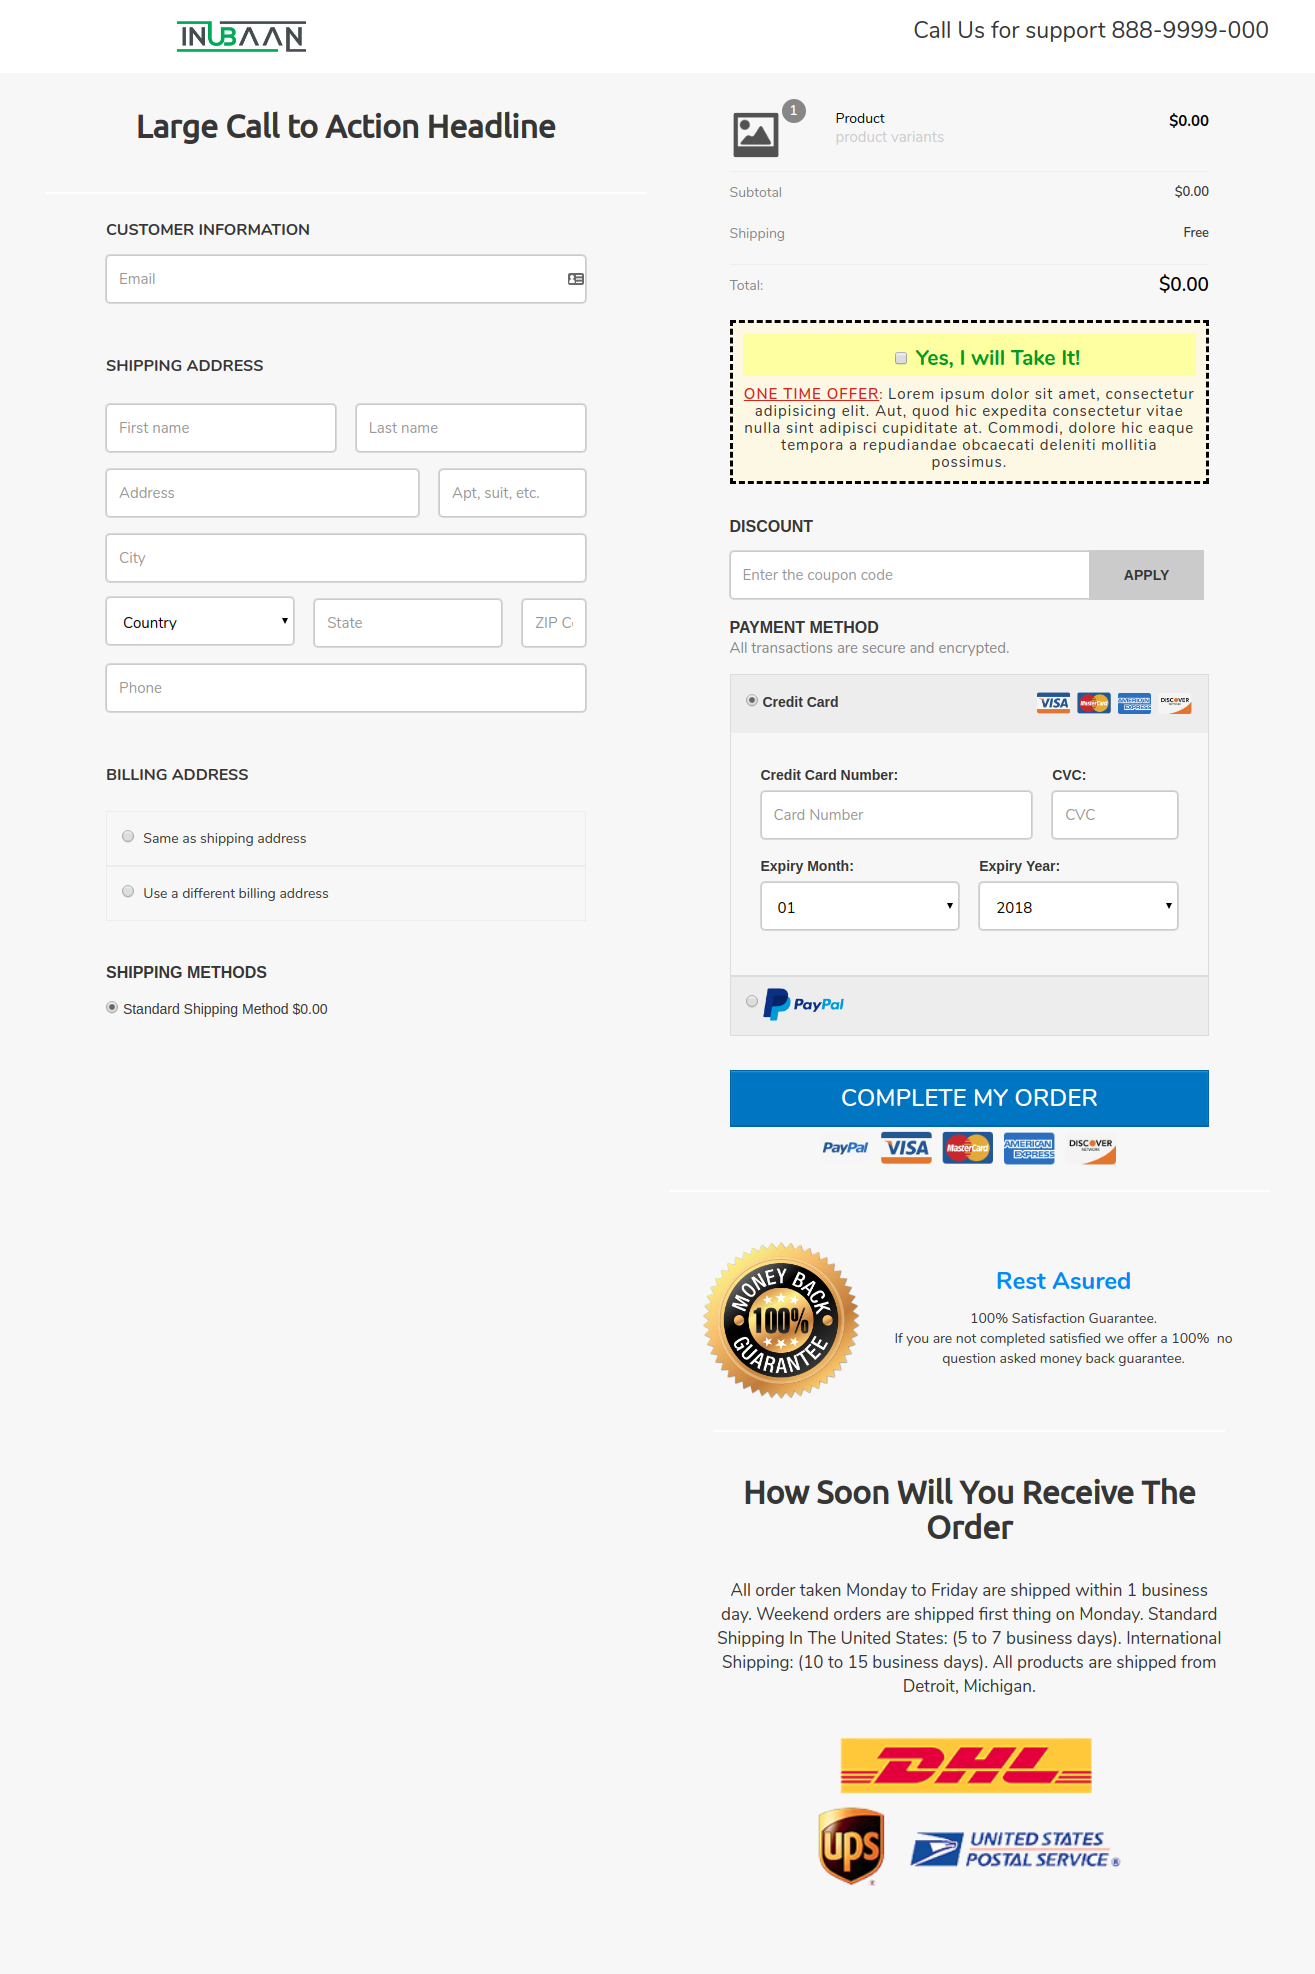 INUBAAN
Call Us for support 888-9999-000
Large Call to Action Headline
CUSTOMER INFORMATION
Email
SHIPPING ADDRESS
First name
Last name
Address
Apt, suit, etc.
City
Country
State
ZIP C
Phone
BILLING ADDRESS
Same as shipping address
Use a different billing address
SHIPPING METHODS
Standard Shipping Method $0.00
1
Product
$0.00
product variants
Subtotal
$0.00
Shipping
Free
Total:
$0.00
Yes, I will Take It!
ONE TIME OFFER: Lorem ipsum dolor sit amet, consectetur
adipisicing elit. Aut, quod hic expedita consectetur vitae
nulla sint adipisci cupiditate at. Commodi, dolore hic eaque
tempora a repudiandae obcaecati deleniti mollitia
possimus.
DISCOUNT
Enter the coupon code
APPLY
PAYMENT METHOD
All transactions are secure and encrypted.
Credit Card
VISA
MasterCard
AMERICAN
EXPRESS
DISCOVER
NETWORK
Credit Card Number:
CVC:
Card Number
CVC
Expiry Month:
Expiry Year:
01
2018
PayPal
COMPLETE MY ORDER
PayPal
VISA
MasterCard
AMERICAN
EXPRESS
DISCOVER
NETWORK
MONEY BACK
100%
GUARANTEE
Rest Asured
100% Satisfaction Guarantee.
If you are not completed satisfied we offer a 100% no
question asked money back guarantee.
How Soon Will You Receive The
Order
All order taken Monday to Friday are shipped within 1 business
day. Weekend orders are shipped first thing on Monday. Standard
Shipping In The United States: (5 to 7 business days). International
Shipping: (10 to 15 business days). All products are shipped from
Detroit, Michigan.
DHL
ups
®
UNITED STATES
POSTAL SERVICE ®